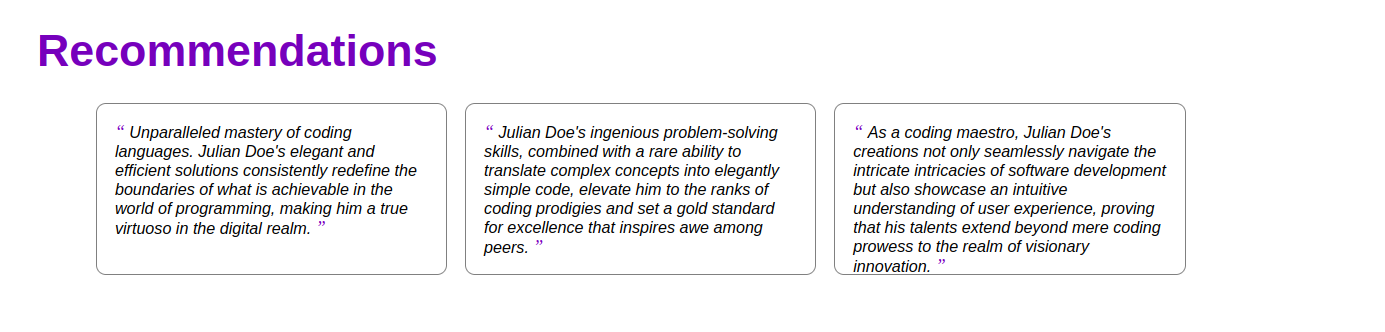 Recommendations
“ Unparalleled mastery of coding
languages. Julian Doe's elegant and
efficient solutions consistently redefine the
boundaries of what is achievable in the
world of programming, making him a true
virtuoso in the digital realm. ”
“ Julian Doe's ingenious problem-solving
skills, combined with a rare ability to
translate complex concepts into elegantly
simple code, elevate him to the ranks of
coding prodigies and set a gold standard
for excellence that inspires awe among
peers. ”
“ As a coding maestro, Julian Doe's
creations not only seamlessly navigate the
intricate intricacies of software development
but also showcase an intuitive
understanding of user experience, proving
that his talents extend beyond mere coding
prowess to the realm of visionary
innovation. ”